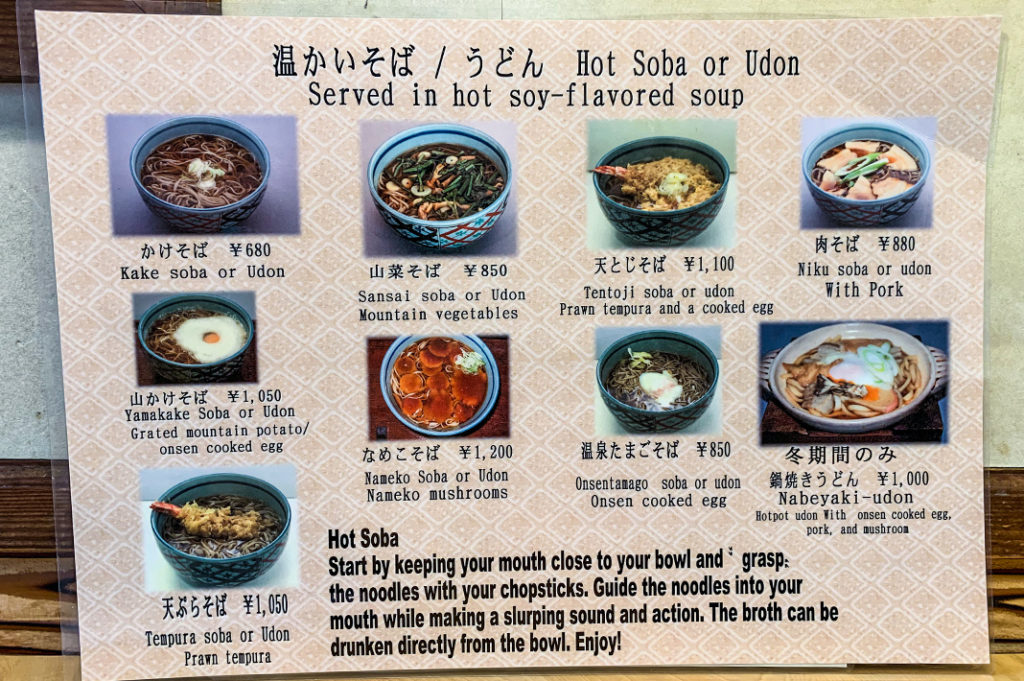 温かいそば / うどん Hot Soba or Udon
Served in hot soy-flavored soup
かけそば ￥680
Kake soba or Udon
山菜そば ￥850
Sansai soba or Udon
Mountain vegetables
天とじそば ￥1,100
Tentoji soba or udon
Prawn tempura and a cooked egg
肉そば ￥880
Niku soba or udon
With Pork
山かけそば ￥1,050
Yamakake Soba or Udon
Grated mountain potato/
onsen cooked egg
なめこそば ￥1,200
Nameko Soba or Udon
Nameko mushrooms
温泉たまごそば ￥850
Onsentamago soba or udon
Onsen cooked egg
冬期間のみ
鍋焼きうどん ￥1,000
Nabeyaki-udon
Hotpot udon With onsen cooked egg,
pork, and mushroom
天ぷらそば ￥1,050
Tempura soba or Udon
Prawn tempura
Hot Soba
Start by keeping your mouth close to your bowl and grasp
the noodles with your chopsticks. Guide the noodles into your
mouth while making a slurping sound and action. The broth can be
drunken directly from the bowl. Enjoy!